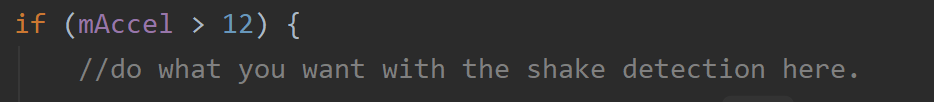 if (mAccel > 12) {
//do what you want with the shake detection here.